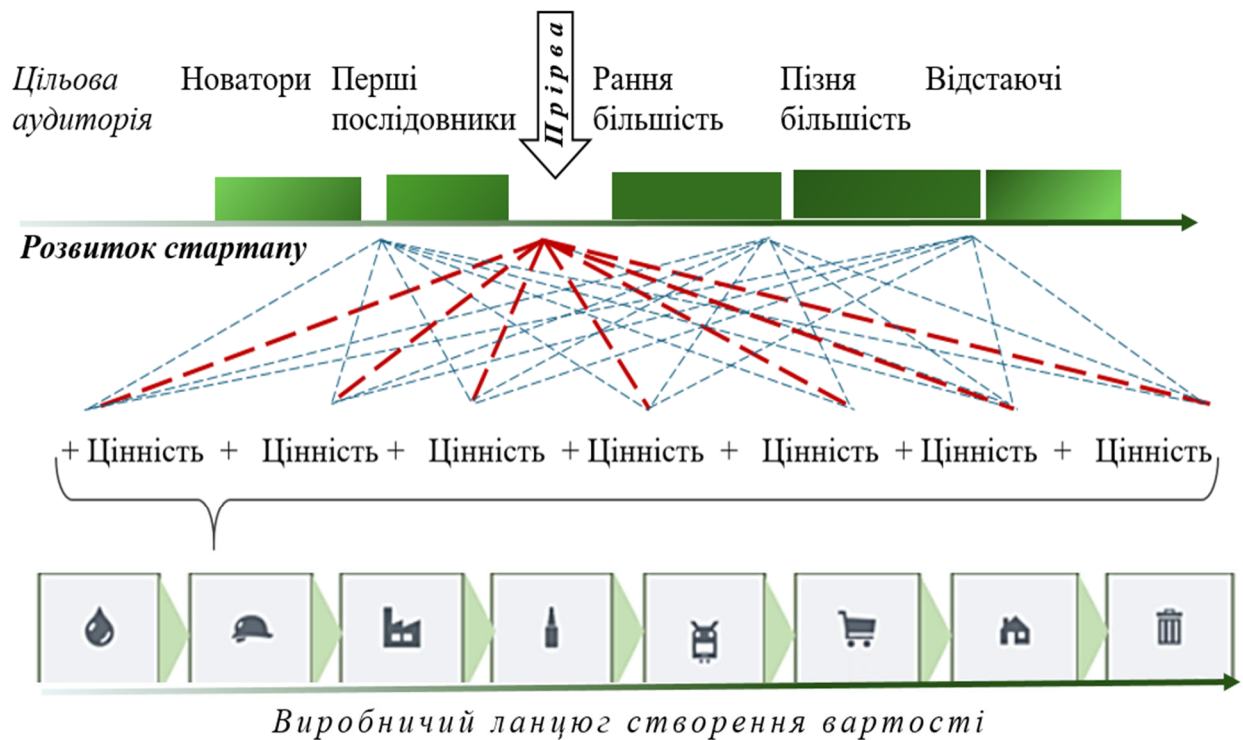 Прірва
Цільова аудиторія
Новатори
Перші послідовники
Рання більшість
Пізня більшість
Відстаючі
Розвиток стартапу
+ Цінність + Цінність + Цінність + Цінність + Цінність + Цінність + Цінність
Виробничий ланцюг створення вартості